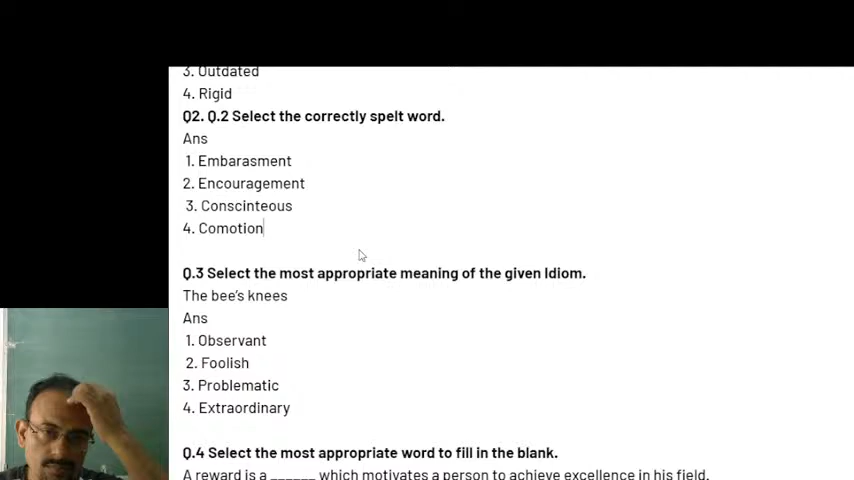 3. Outdated
4. Rigid
Q2. Q.2 Select the correctly spelt word.
Ans
1. Embarasment
2. Encouragement
3. Conscinteous
4. Comotion
Q.3 Select the most appropriate meaning of the given Idiom.
The bee's knees
Ans
1. Observant
2. Foolish
3. Problematic
4. Extraordinary
Q.4 Select the most appropriate word to fill in the blank.
A reward is a ______ which motivates a person to achieve excellence in his field.